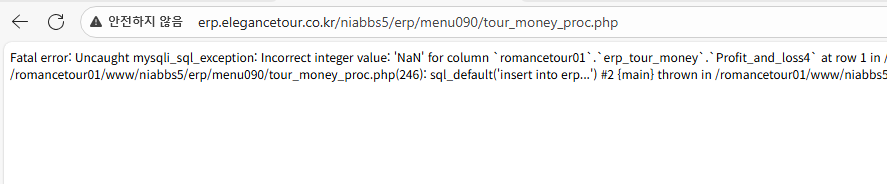 안전하지 않음 erp.elegancetour.co.kr/niabbs5/erp/menu090/tour_money_proc.php
Fatal error: Uncaught mysqli_sql_exception: Incorrect integer value: 'NaN' for column `romancetour01`.`erp_tour_money`.`Profit_and_loss4` at row 1 in /
/romancetour01/www/niabbs5/erp/menu090/tour_money_proc.php(246): sql_default('insert into erp...') #2 {main} thrown in /romancetour01/www/niabbs5